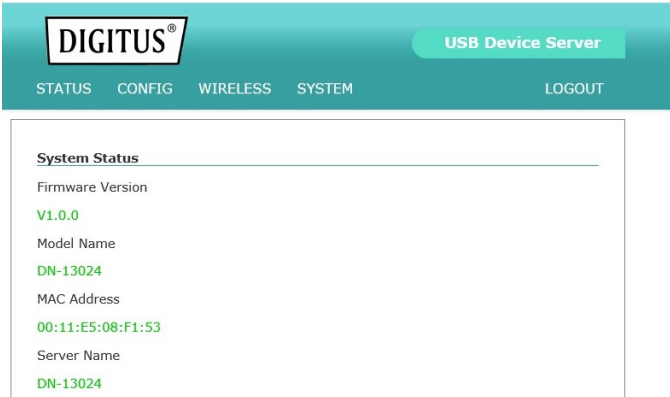 DIGITUS®
USB Device Server
STATUS CONFIG WIRELESS SYSTEM LOGOUT
System Status
Firmware Version
V1.0.0
Model Name
DN-13024
MAC Address
00:11:E5:08:F1:53
Server Name
DN-13024